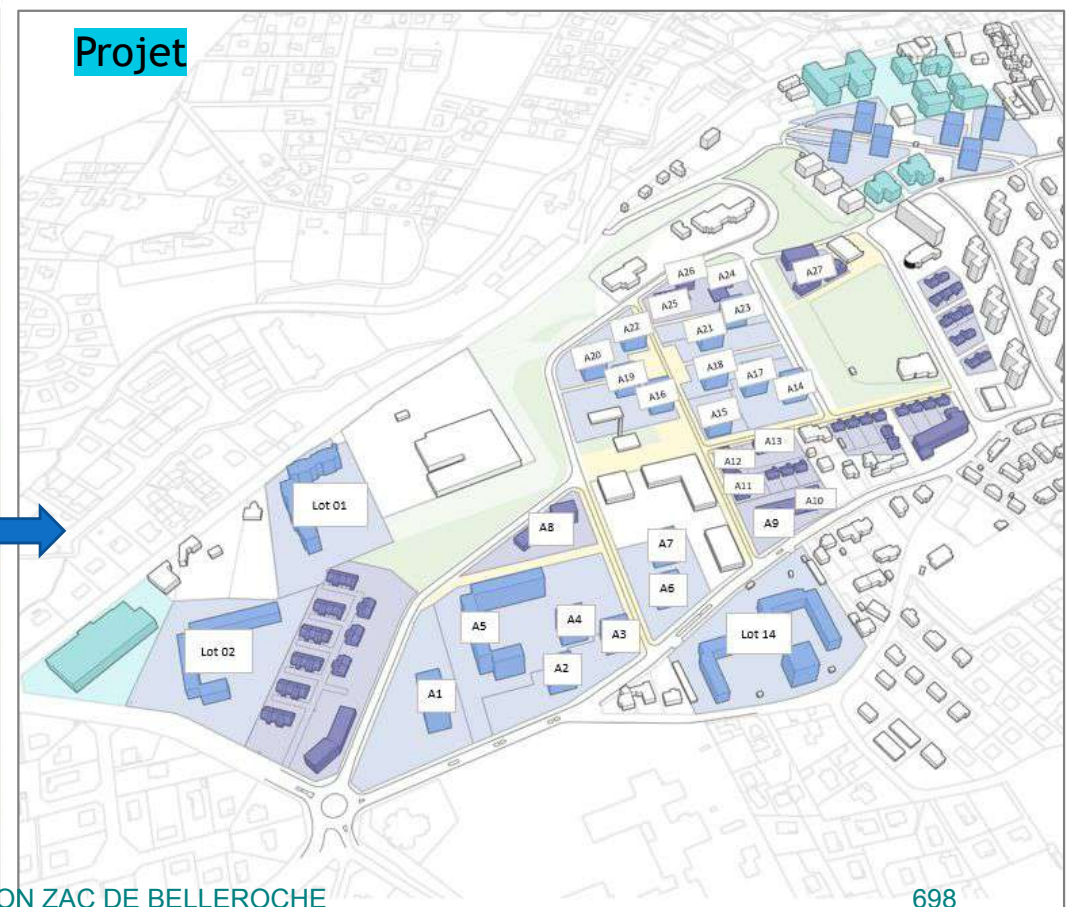 Projet
A26
A24
A27
A25
A23
A22
A21
A20
A18
A17
A19
A14
A16
A15
A13
A12
A11
A10
Lot 01
A8
A9
A7
A6
A5
A4
A3
Lot 14
Lot 02
A2
A1
ON ZAC DE BELLEROCHE
698